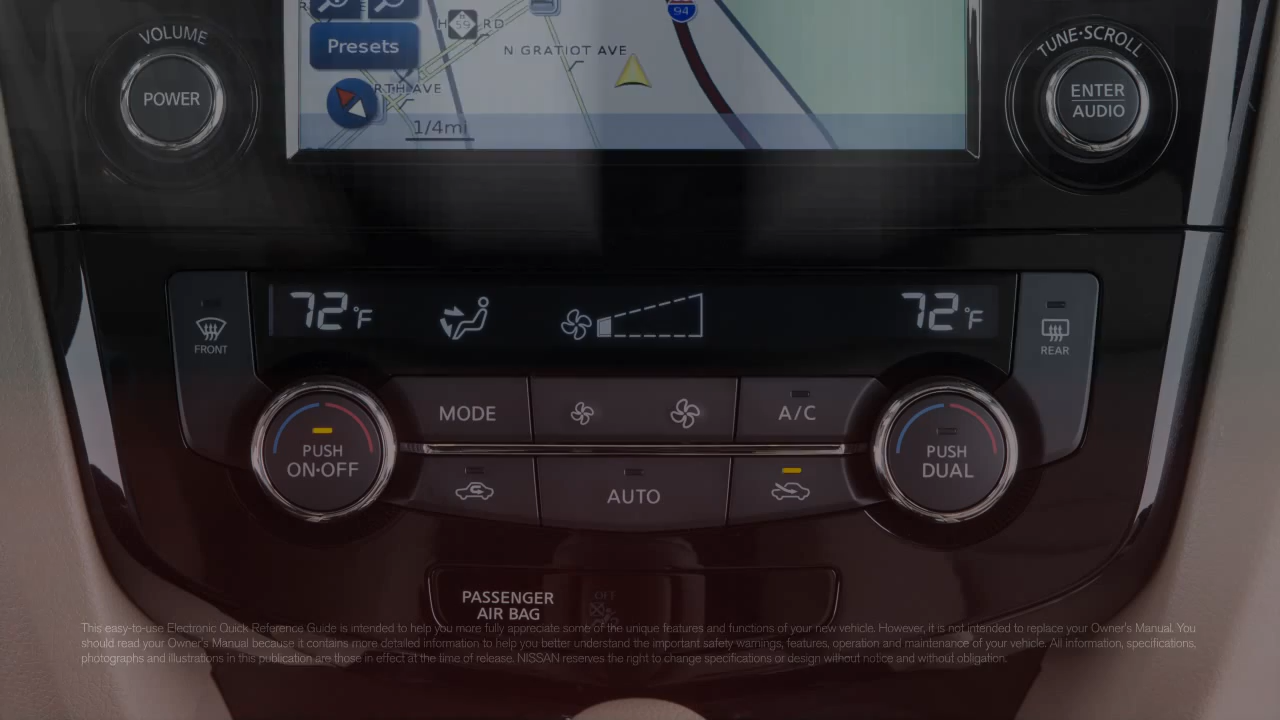 H 59 RD
94
VOLUME
TUNE·SCROLL
Presets
N GRATIOT AVE
POWER
RTH AVE
ENTER
AUDIO
1/4mi
72°F
72°F
FRONT
REAR
MODE
A/C
PUSH
ON·OFF
PUSH
DUAL
AUTO
PASSENGER
AIR BAG
OFF
This easy-to-use Electronic Quick Reference Guide is intended to help you more fully appreciate some of the unique features and functions of your new vehicle. However, it is not intended to replace your Owner's Manual. You
should read your Owner's Manual because it contains more detailed information to help you better understand the important safety warnings, features, operation and maintenance of your vehicle. All information, specifications,
photographs and illustrations in this publication are those in effect at the time of release. NISSAN reserves the right to change specifications or design without notice and without obligation.